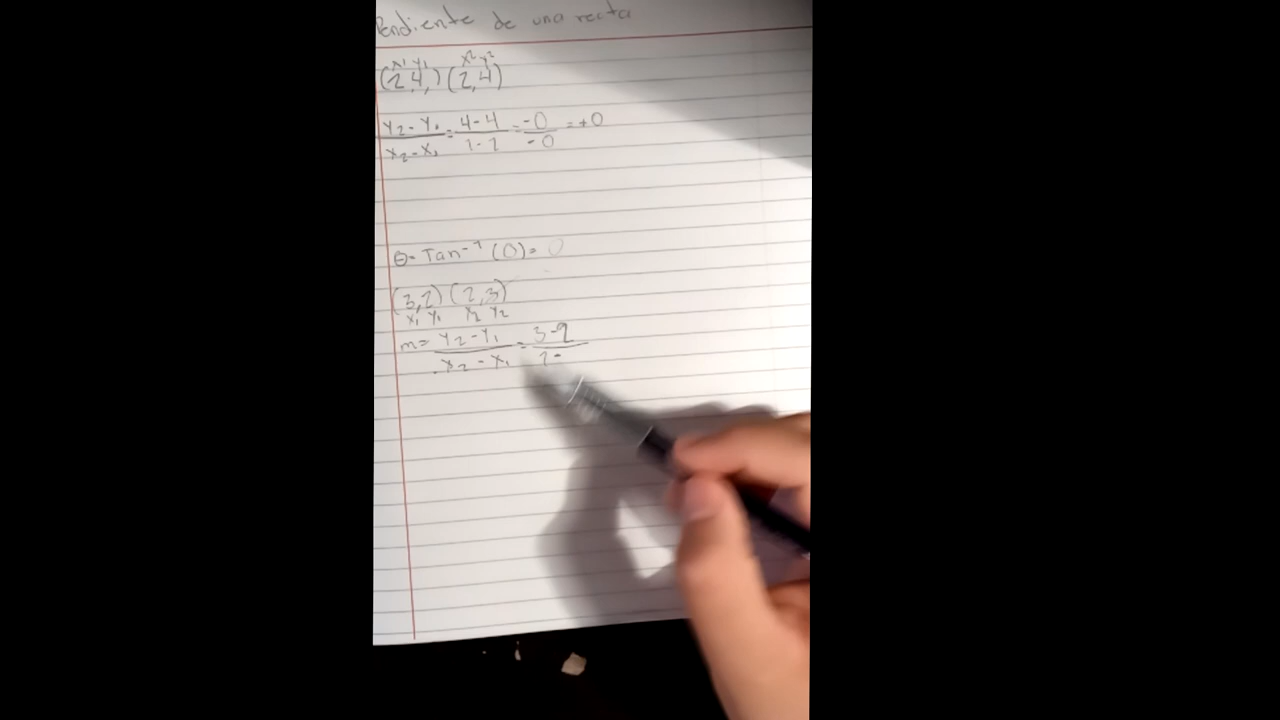 Pendiente de una recta
x1 y1 x2 y2
(2,4,) (2,4)
y2-y1/x2-x1 = 4-4/2-2 = -0/-0 = +0
θ= Tan⁻¹ (0)= 0
(3,2) (2,3)
x1 y1 x2 y2
m= y2-y1/x2-x1 = 3-2/2-